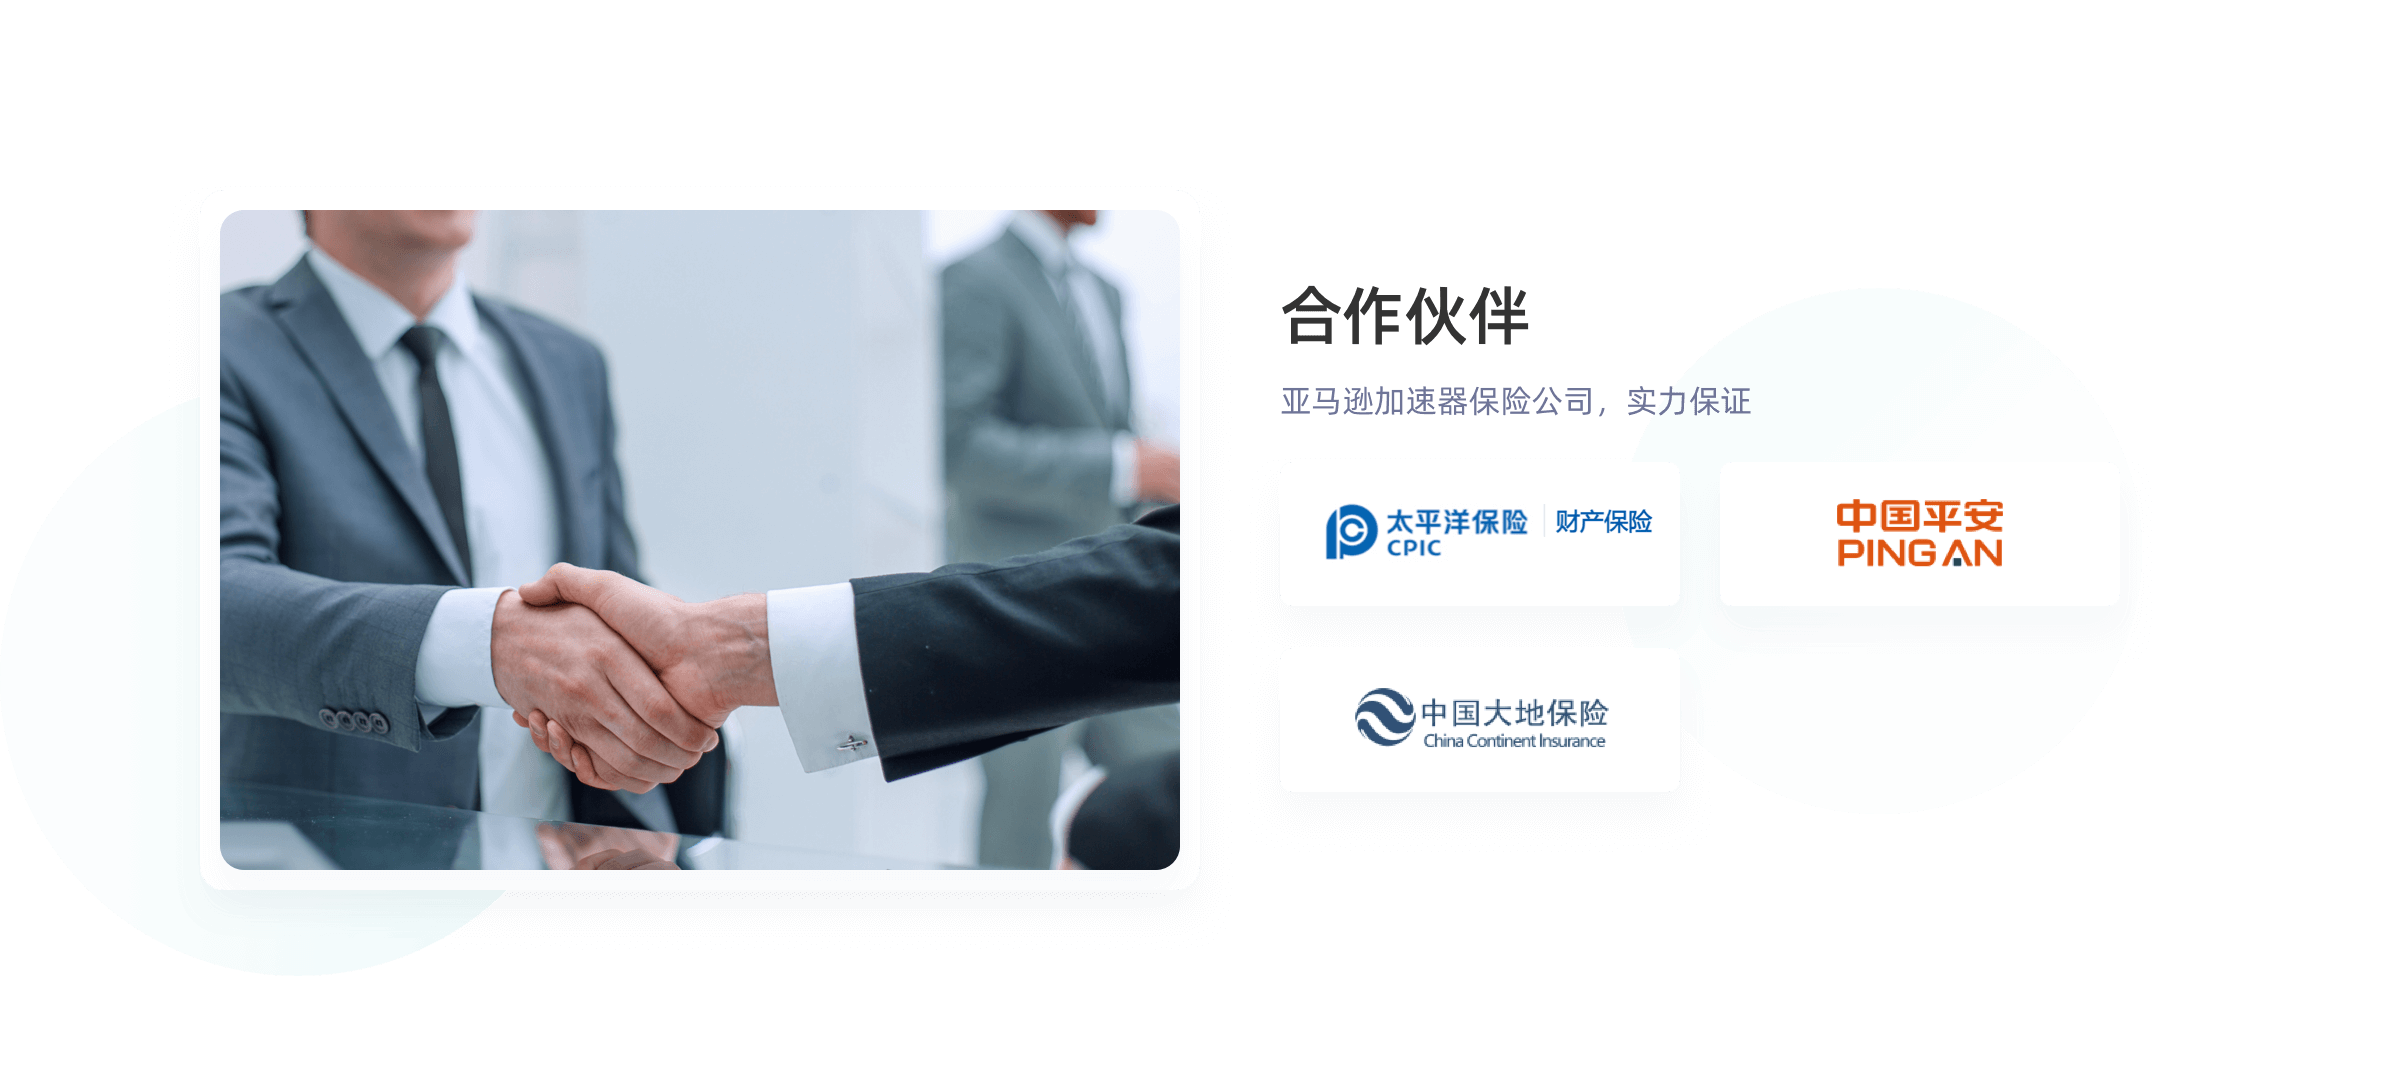 合作伙伴
亚马逊加速器保险公司，实力保证
太平洋保险 财产保险
CPIC
中国平安
PING AN
中国大地保险
China Continent Insurance